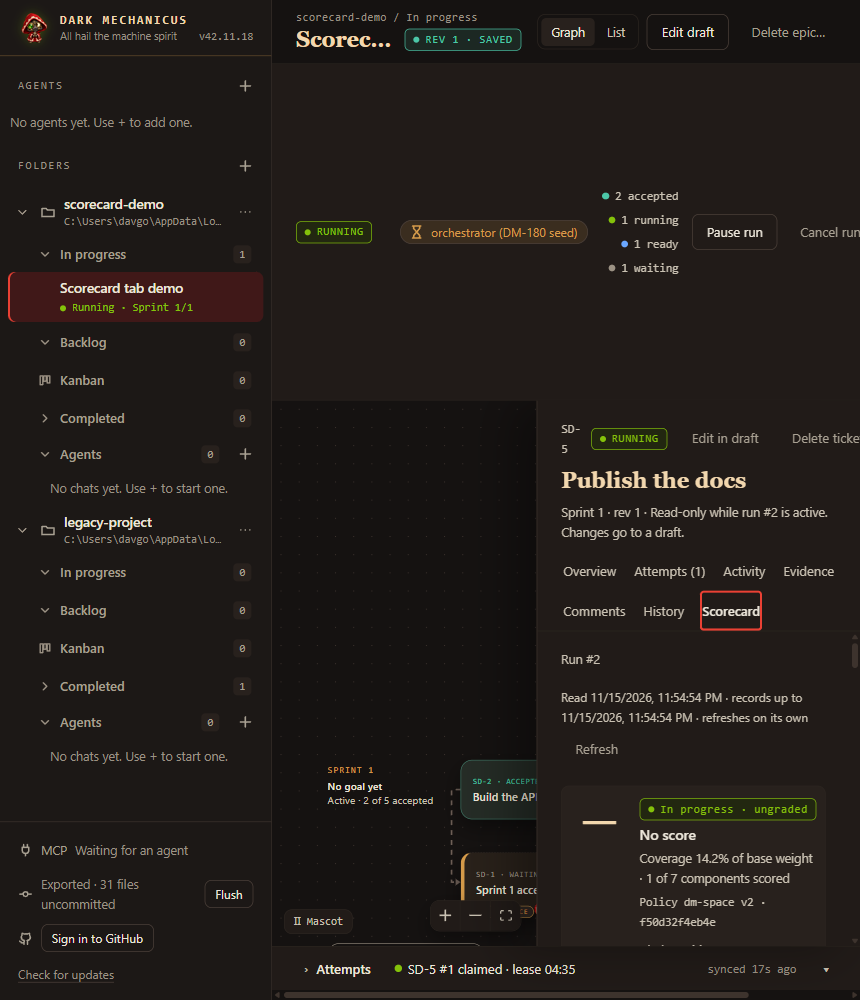 DARK MECHANICUS
All hail the machine spirit v42.11.18
AGENTS
No agents yet. Use + to add one.
FOLDERS
scorecard-demo
C:\Users\davgo\AppData\Lo…
In progress 1
Scorecard tab demo
Running · Sprint 1/1
Backlog 0
Kanban 0
Completed 0
Agents 0
No chats yet. Use + to start one.
legacy-project
C:\Users\davgo\AppData\Lo…
In progress 0
Backlog 0
Kanban 0
Completed 1
Agents 0
No chats yet. Use + to start one.
MCP Waiting for an agent
Exported · 31 files
uncommitted
Flush
Sign in to GitHub
Check for updates
scorecard-demo / In progress
Scorec…
REV 1 · SAVED
Graph List
Edit draft
Delete epic…
RUNNING
orchestrator (DM-180 seed)
2 accepted
1 running
1 ready
1 waiting
Pause run
Cancel run
SPRINT 1
No goal yet
Active · 2 of 5 accepted
SD-2 · ACCEPT
Build the AP
SD-1 · WAITIN
Sprint 1 acce
Mascot
SD-
5
RUNNING
Edit in draft
Delete ticke
Publish the docs
Sprint 1 · rev 1 · Read-only while run #2 is active.
Changes go to a draft.
Overview Attempts (1) Activity Evidence
Comments History Scorecard
Run #2
Read 11/15/2026, 11:54:54 PM · records up to
11/15/2026, 11:54:54 PM · refreshes on its own
Refresh
In progress · ungraded
No score
Coverage 14.2% of base weight
· 1 of 7 components scored
Policy dm-space v2 ·
f50d32f4eb4e
Attempts SD-5 #1 claimed · lease 04:35 synced 17s ago